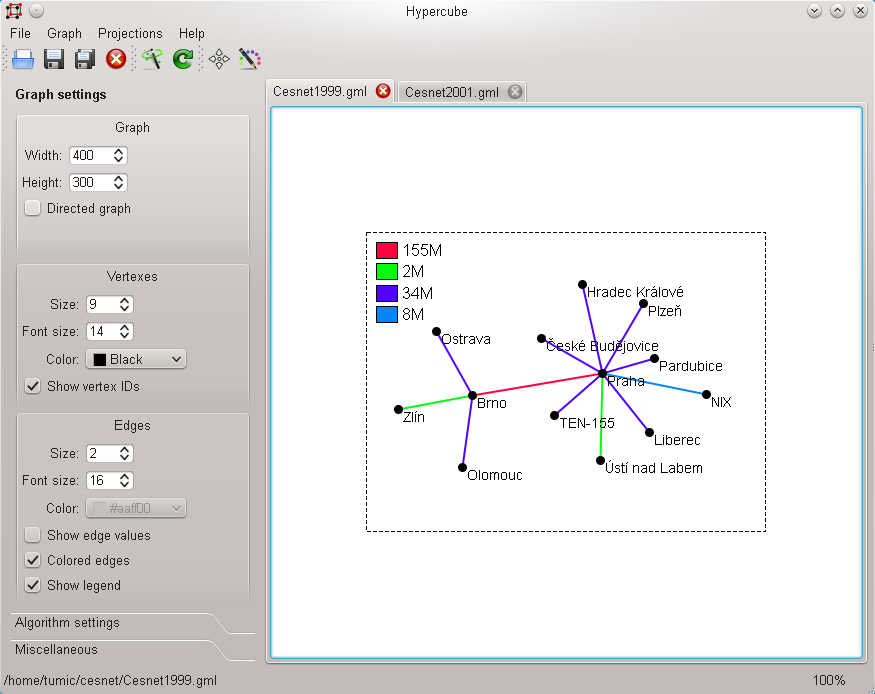 Hypercube
File Graph Projections Help
Graph settings
Cesnet1999.gml Cesnet2001.gml
Graph
Width: 400
Height: 300
Directed graph
Vertexes
Size: 9
Font size: 14
Color: Black
Show vertex IDs
Edges
Size: 2
Font size: 16
Color: #aaff00
Show edge values
Colored edges
Show legend
Algorithm settings
Miscellaneous
155M
2M
34M
8M
Hradec Králové
Plzeň
Ostrava
České Budějovice
Pardubice
Praha
Brno
NIX
Zlín
TEN-155
Liberec
Olomouc
Ústí nad Labem
/home/tumic/cesnet/Cesnet1999.gml 100%